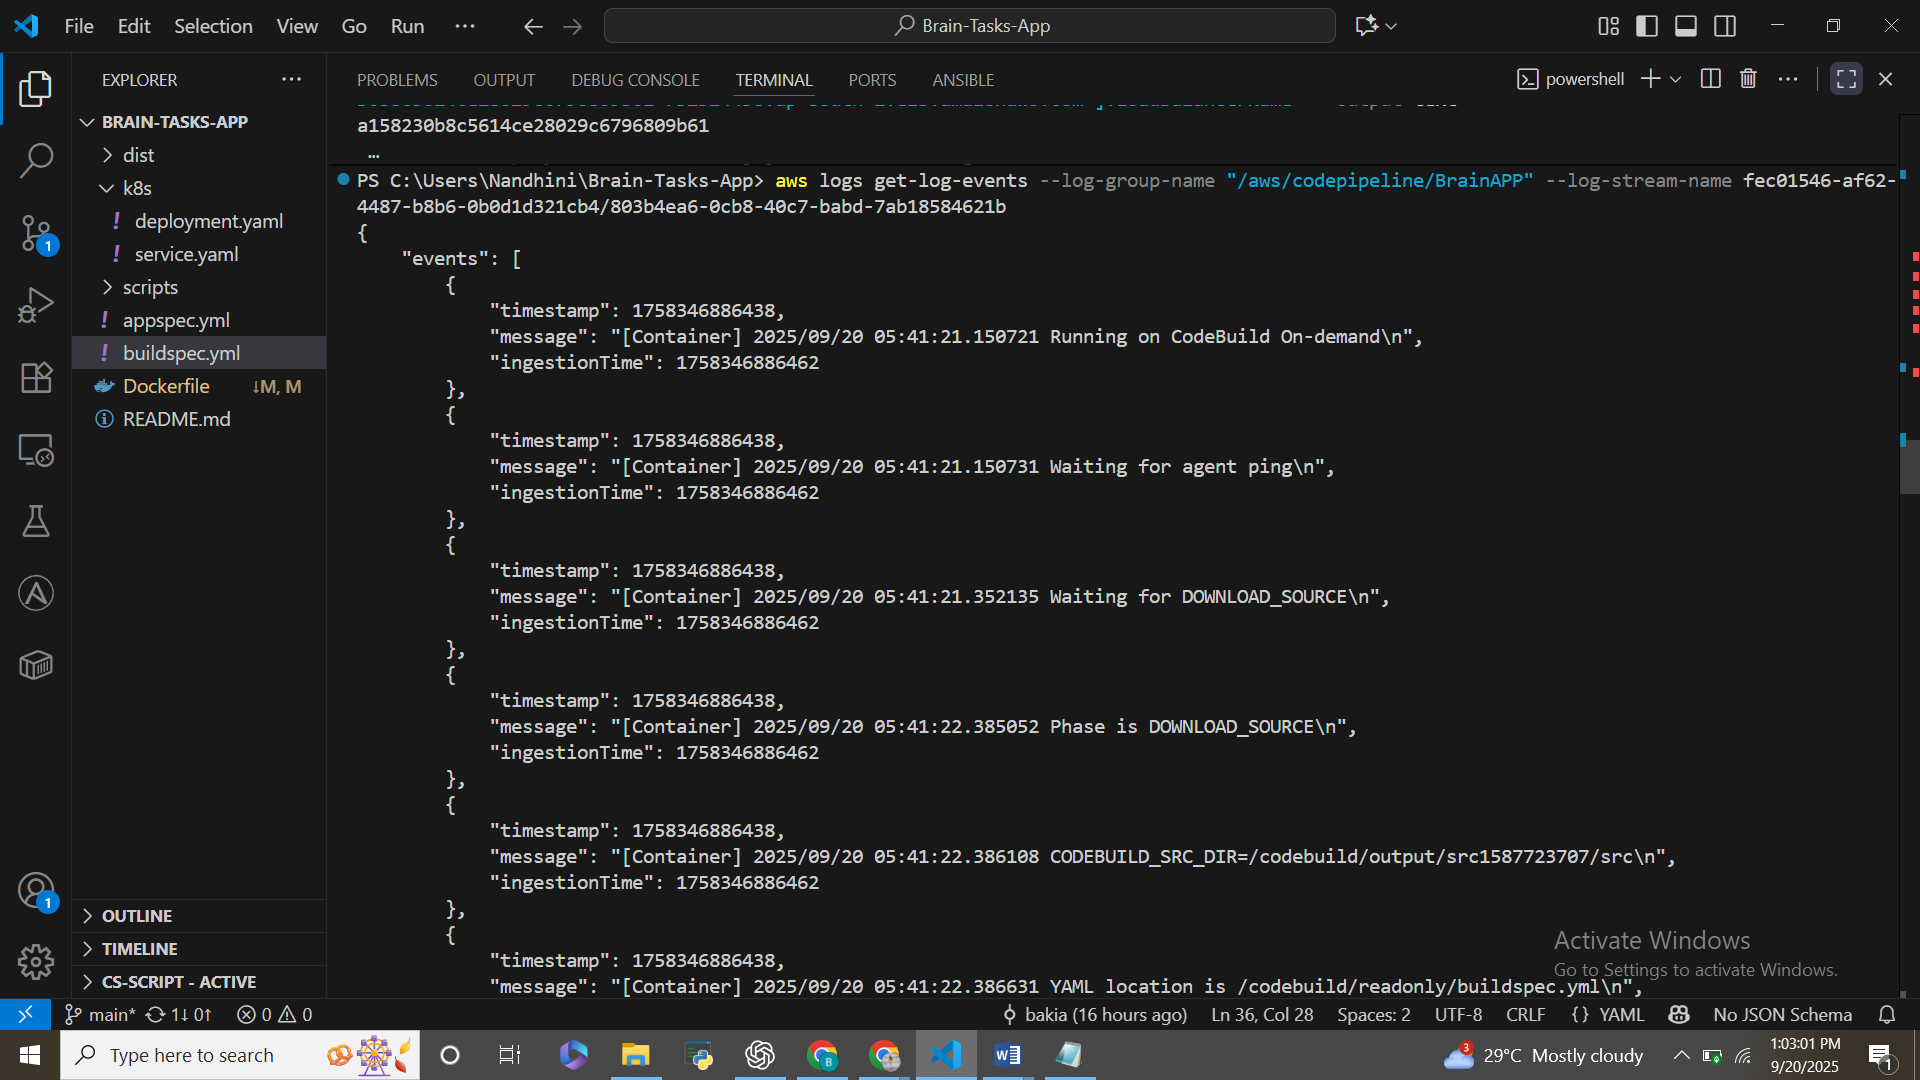 File Edit Selection View Go Run ···
Brain-Tasks-App
EXPLORER ···
PROBLEMS OUTPUT DEBUG CONSOLE TERMINAL PORTS ANSIBLE
powershell
BRAIN-TASKS-APP
dist
k8s
! deployment.yaml
! service.yaml
scripts
! appspec.yml
! buildspec.yml
Dockerfile ↓M, M
README.md
OUTLINE
TIMELINE
CS-SCRIPT - ACTIVE
1
1
a158230b8c5614ce28029c6796809b61
…
PS C:\Users\Nandhini\Brain-Tasks-App> aws logs get-log-events --log-group-name "/aws/codepipeline/BrainAPP" --log-stream-name fec01546-af62-
4487-b8b6-0b0d1d321cb4/803b4ea6-0cb8-40c7-babd-7ab18584621b
{
"events": [
{
"timestamp": 1758346886438,
"message": "[Container] 2025/09/20 05:41:21.150721 Running on CodeBuild On-demand\n",
"ingestionTime": 1758346886462
},
{
"timestamp": 1758346886438,
"message": "[Container] 2025/09/20 05:41:21.150731 Waiting for agent ping\n",
"ingestionTime": 1758346886462
},
{
"timestamp": 1758346886438,
"message": "[Container] 2025/09/20 05:41:21.352135 Waiting for DOWNLOAD_SOURCE\n",
"ingestionTime": 1758346886462
},
{
"timestamp": 1758346886438,
"message": "[Container] 2025/09/20 05:41:22.385052 Phase is DOWNLOAD_SOURCE\n",
"ingestionTime": 1758346886462
},
{
"timestamp": 1758346886438,
"message": "[Container] 2025/09/20 05:41:22.386108 CODEBUILD_SRC_DIR=/codebuild/output/src1587723707/src\n",
"ingestionTime": 1758346886462
},
{
"timestamp": 1758346886438,
"message": "[Container] 2025/09/20 05:41:22.386631 YAML location is /codebuild/readonly/buildspec.yml\n",
Activate Windows
Go to Settings to activate Windows.
main* 1↓ 0↑ 0 0
bakia (16 hours ago) Ln 36, Col 28 Spaces: 2 UTF-8 CRLF {} YAML No JSON Schema
Type here to search
3
29°C Mostly cloudy
1:03:01 PM
9/20/2025
1